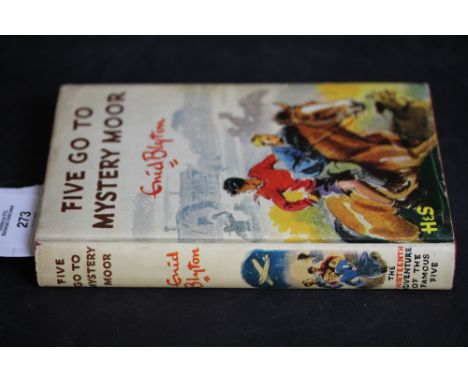 FIVE GO TO
MYSTERY MOOR
Enid Blyton
H&S
273
FIVE
GO TO
MYSTERY
MOOR
Enid
Blyton
THE
THIRTEENTH
ADVENTURE
OF THE
FAMOUS
FIVE